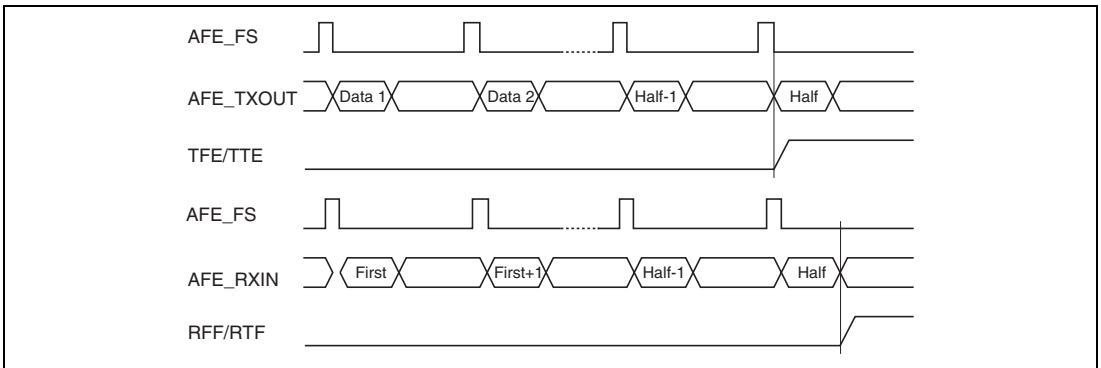 AFE_FS
AFE_TXOUT Data 1 Data 2 Half-1 Half
TFE/TTE
AFE_FS
AFE_RXIN First First+1 Half-1 Half
RFF/RTF